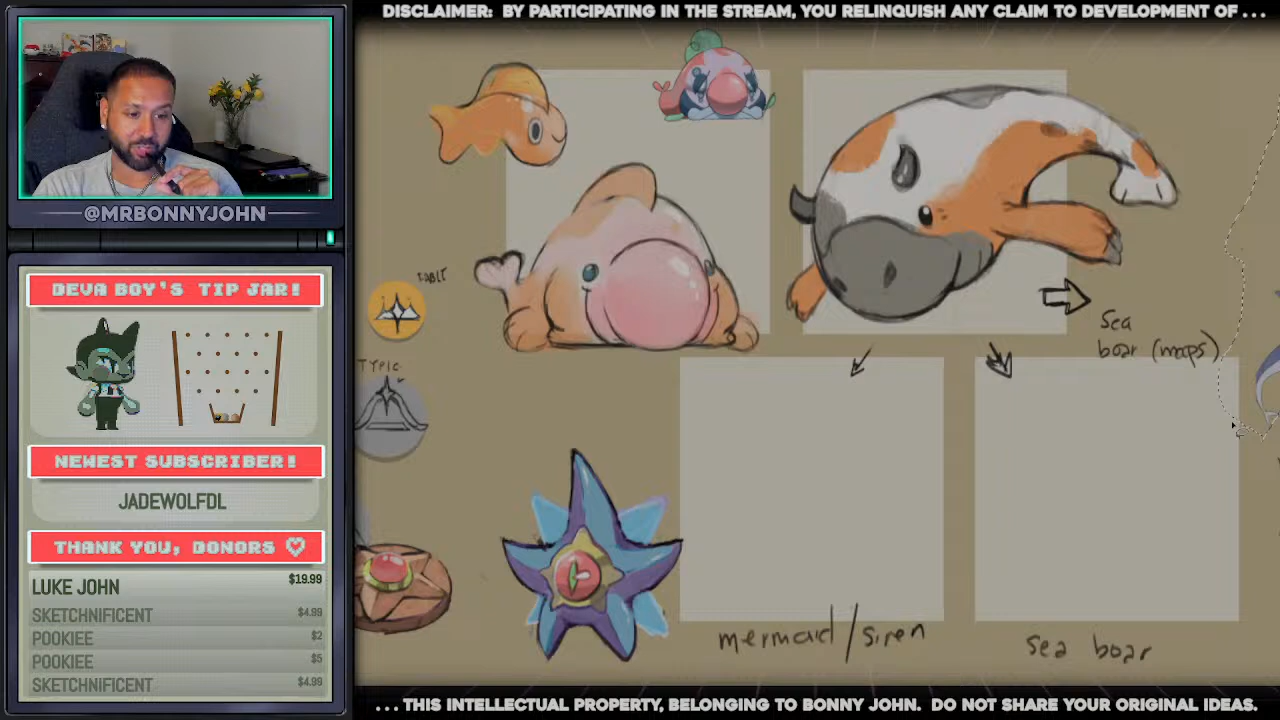 DISCLAIMER: BY PARTICIPATING IN THE STREAM, YOU RELINQUISH ANY CLAIM TO DEVELOPMENT OF . . .
@MRBONNYJOHN
DEVA BOY'S TIP JAR!
NEWEST SUBSCRIBER!
JADEWOLFDL
THANK YOU, DONORS ♡
LUKE JOHN $19.99
SKETCHNIFICENT $4.99
POOKIEE $2
POOKIEE $5
SKETCHNIFICENT $4.99
TYPIC
Sea
boar (maps)
mermaid / siren
sea boar
. . . THIS INTELLECTUAL PROPERTY, BELONGING TO BONNY JOHN. DO NOT SHARE YOUR ORIGINAL IDEAS.